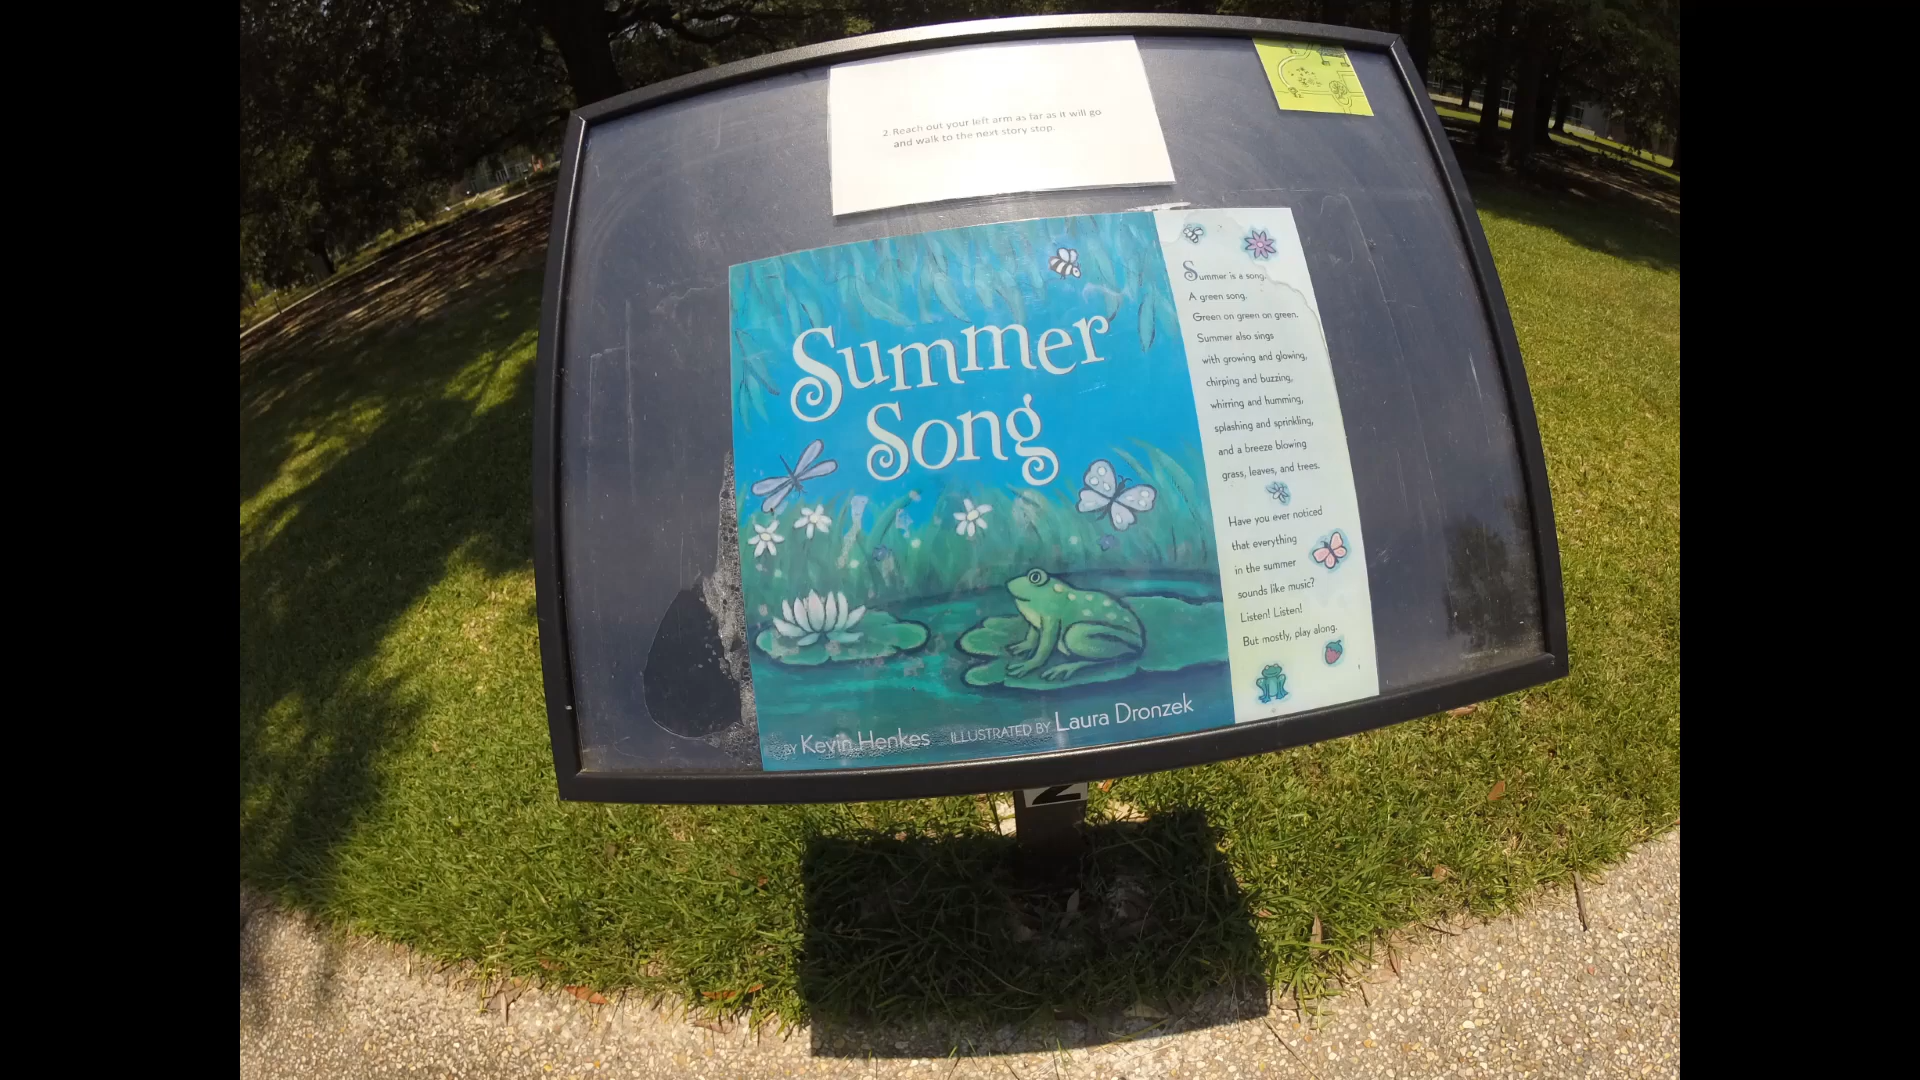 2. Reach out your left arm as far as it will go
and walk to the next story stop.
Summer
Song
BY Kevin Henkes ILLUSTRATED BY Laura Dronzek
Summer is a song.
A green song.
Green on green on green.
Summer also sings
with growing and glowing,
chirping and buzzing,
whirring and humming,
splashing and sprinkling,
and a breeze blowing
grass, leaves, and trees.
Have you ever noticed
that everything
in the summer
sounds like music?
Listen! Listen!
But mostly, play along.
2